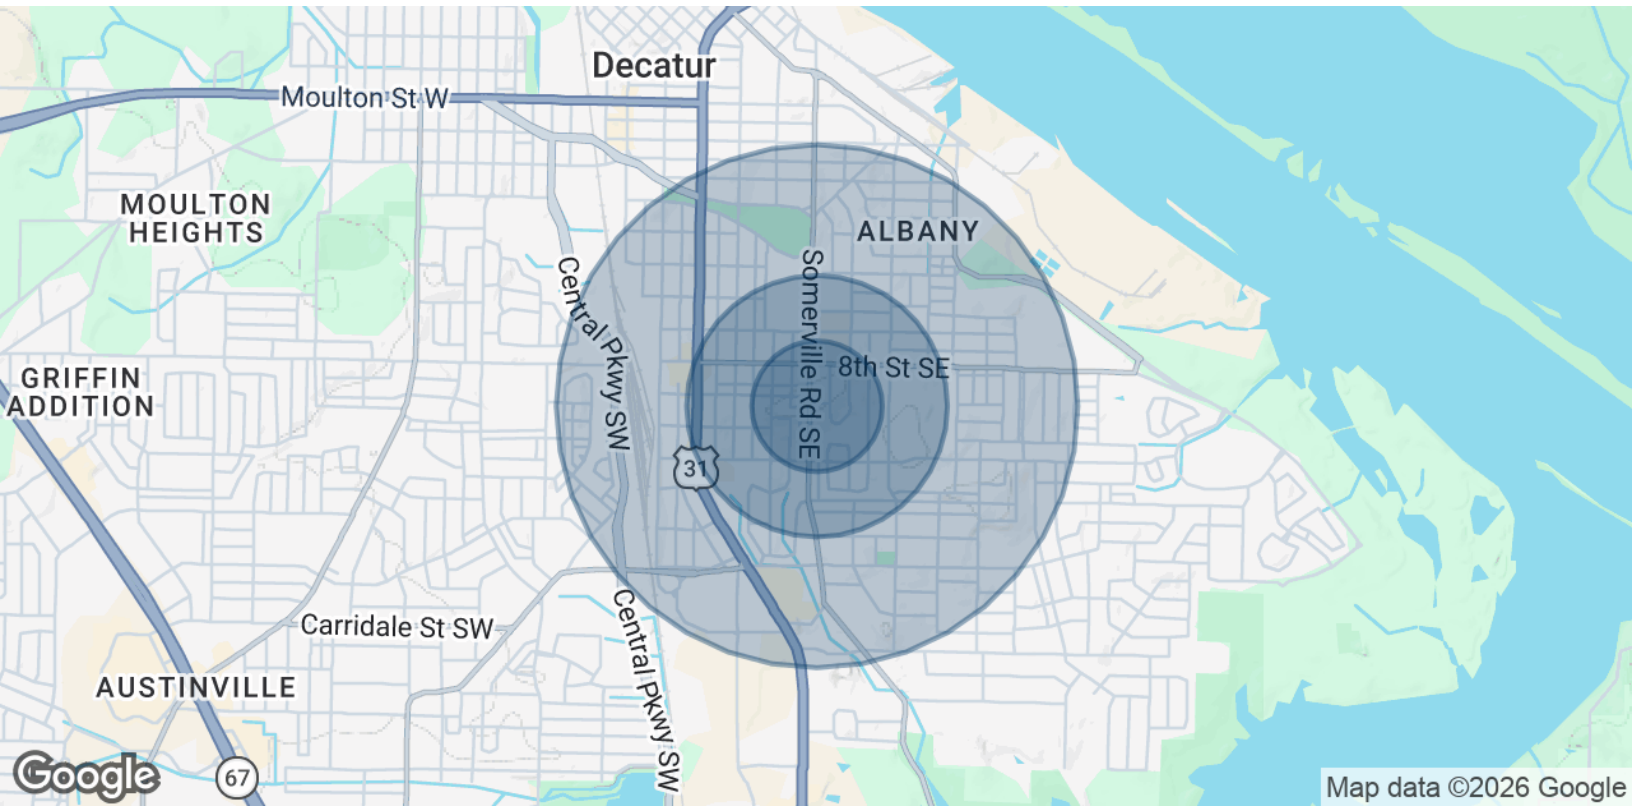 Decatur
Moulton St W
MOULTON
HEIGHTS
ALBANY
Central Pkwy SW
Somerville Rd SE
8th St SE
GRIFFIN
ADDITION
31
Central Pkwy SW
Carridale St SW
AUSTINVILLE
67
Google
Map data ©2026 Google